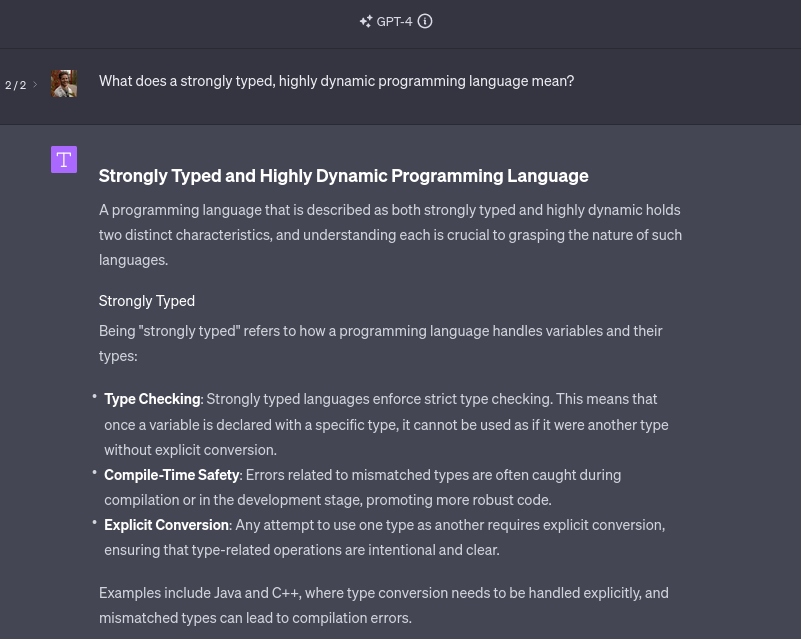 GPT-4
2 / 2
What does a strongly typed, highly dynamic programming language mean?
T
Strongly Typed and Highly Dynamic Programming Language
A programming language that is described as both strongly typed and highly dynamic holds
two distinct characteristics, and understanding each is crucial to grasping the nature of such
languages.
Strongly Typed
Being "strongly typed" refers to how a programming language handles variables and their
types:
• Type Checking: Strongly typed languages enforce strict type checking. This means that
once a variable is declared with a specific type, it cannot be used as if it were another type
without explicit conversion.
• Compile-Time Safety: Errors related to mismatched types are often caught during
compilation or in the development stage, promoting more robust code.
• Explicit Conversion: Any attempt to use one type as another requires explicit conversion,
ensuring that type-related operations are intentional and clear.
Examples include Java and C++, where type conversion needs to be handled explicitly, and
mismatched types can lead to compilation errors.